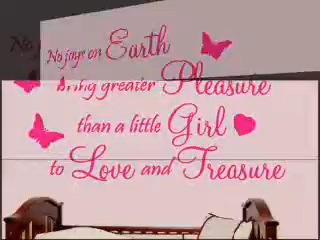 No joys on Earth
bring greater Pleasure
than a little Girl
to Love and Treasure